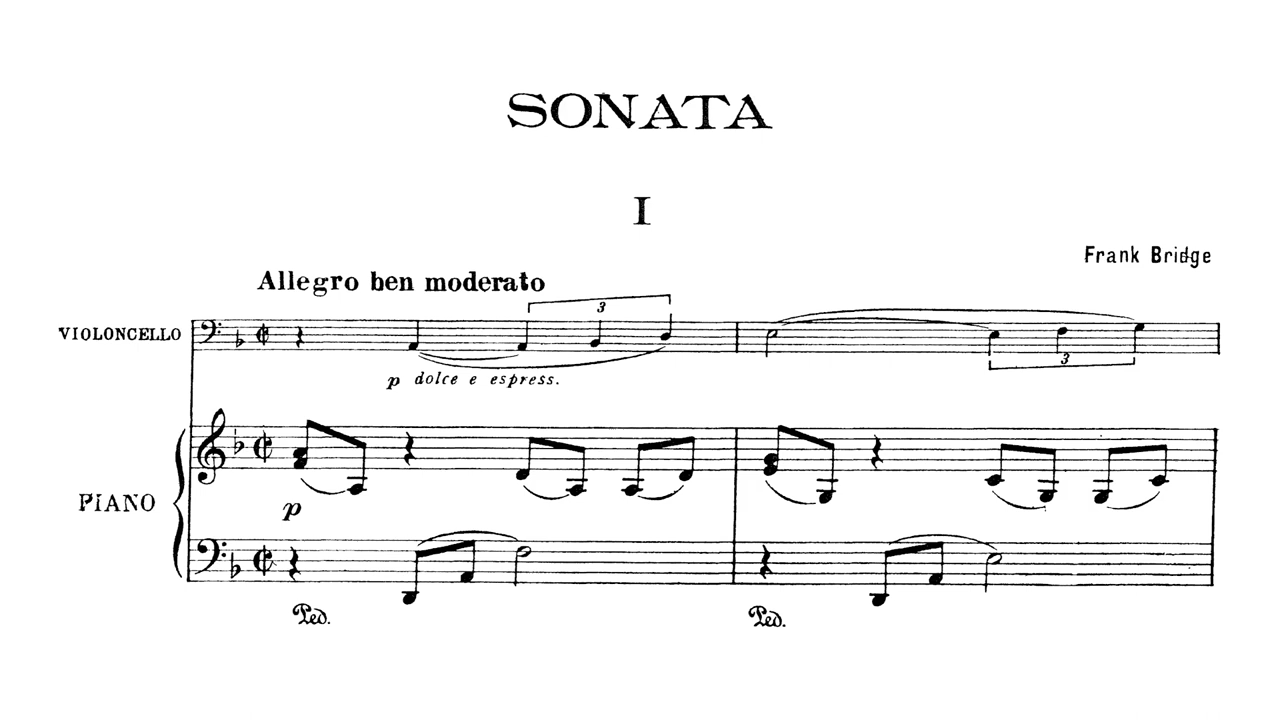 SONATA
I
Frank Bridge
Allegro ben moderato
3
VIOLONCELLO
3
p dolce e espress.
PIANO
p
Ped. Ped.